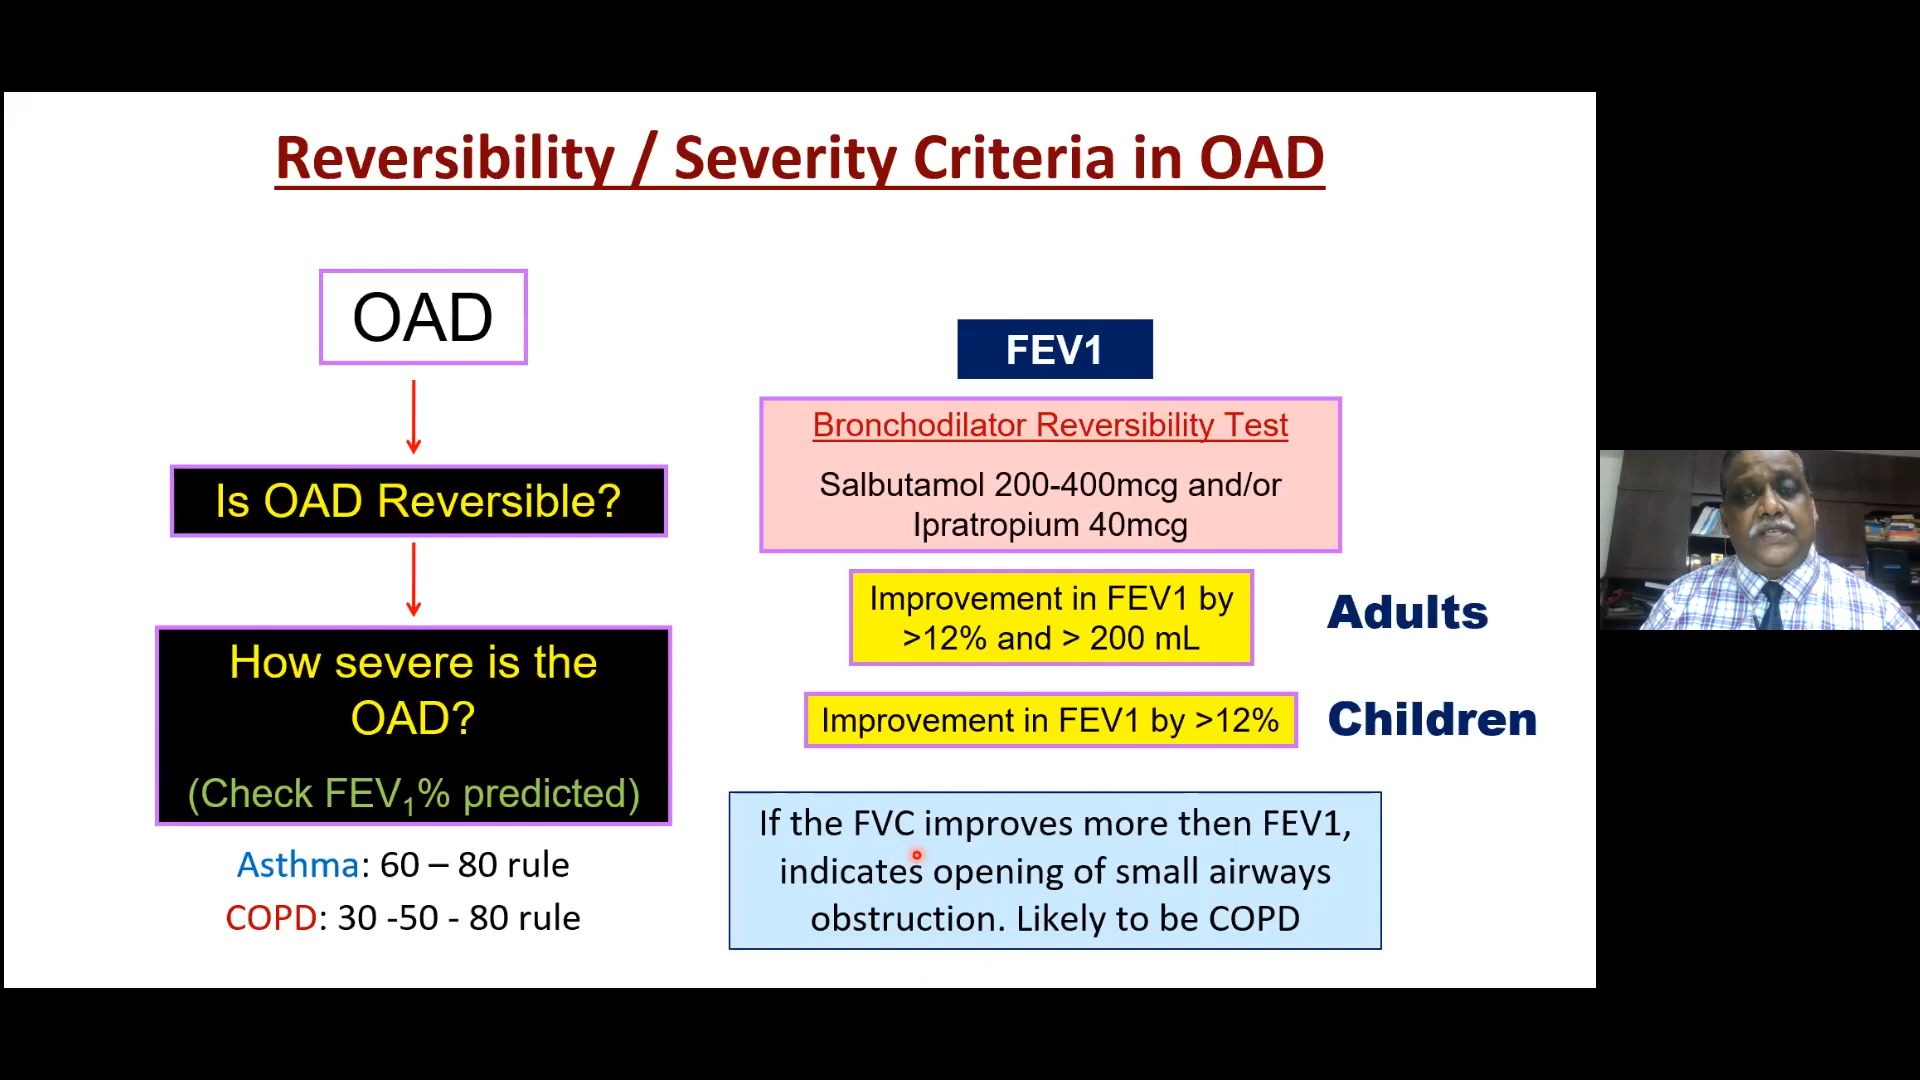 Reversibility / Severity Criteria in OAD
OAD
Is OAD Reversible?
How severe is the
OAD?
(Check FEV₁% predicted)
Asthma: 60 – 80 rule
COPD: 30 -50 - 80 rule
FEV1
Bronchodilator Reversibility Test
Salbutamol 200-400mcg and/or
Ipratropium 40mcg
Improvement in FEV1 by
>12% and > 200 mL
Adults
Improvement in FEV1 by >12%
Children
If the FVC improves more then FEV1,
indicates opening of small airways
obstruction. Likely to be COPD